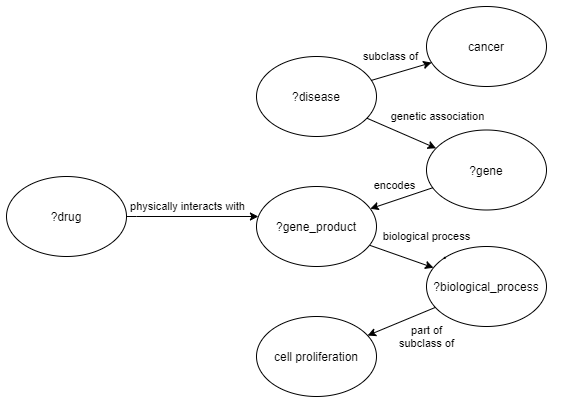 cancer
subclass of
?disease
genetic association
?gene
encodes
physically interacts with
?drug
?gene_product
biological process
?biological_process
part of
subclass of
cell proliferation